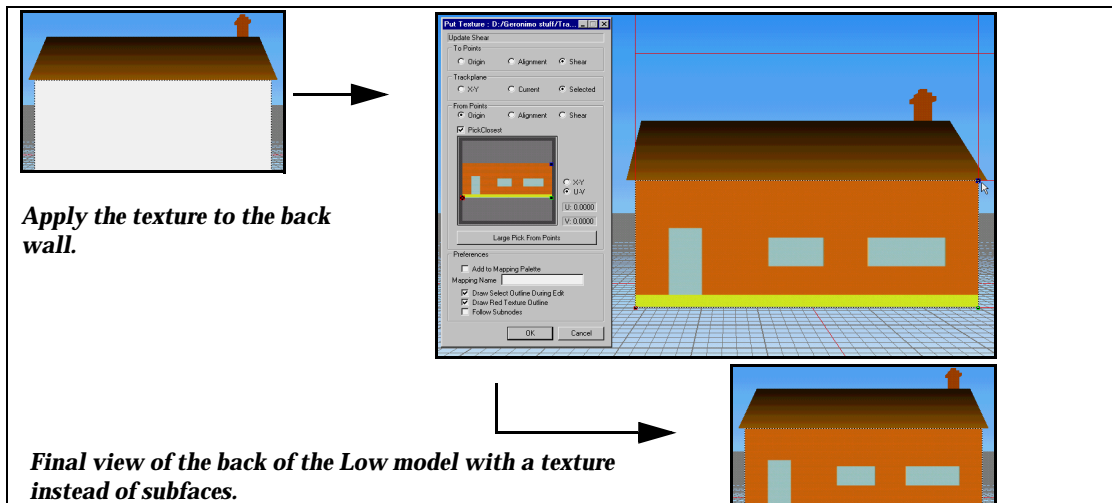 Put Texture : D:/Geronimo stuff/Tra...
Update Shear
To Points
Origin Alignment Shear
Trackplane
X-Y Current Selected
From Points
Origin Alignment Shear
PickClosest
X-Y
U-V
U: 0.0000
V: 0.0000
Large Pick From Points
Preferences
Add to Mapping Palette
Mapping Name
Draw Select Outline During Edit
Draw Red Texture Outline
Follow Subnodes
OK Cancel
Apply the texture to the back
wall.
Final view of the back of the Low model with a texture
instead of subfaces.